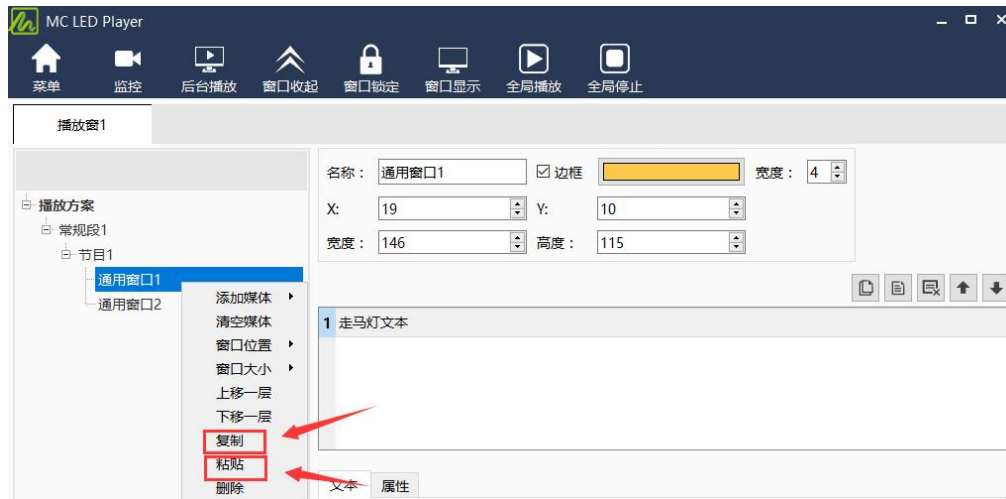 MC LED Player
菜单 监控 后台播放 窗口收起 窗口锁定 窗口显示 全局播放 全局停止
播放窗1
名称： 通用窗口1 边框 宽度： 4
播放方案
X: 19 Y: 10
常规段1
宽度： 146 高度： 115
节目1
通用窗口1
通用窗口2
添加媒体
清空媒体
1 走马灯文本
窗口位置
窗口大小
上移一层
下移一层
复制
粘贴
删除
文本 属性